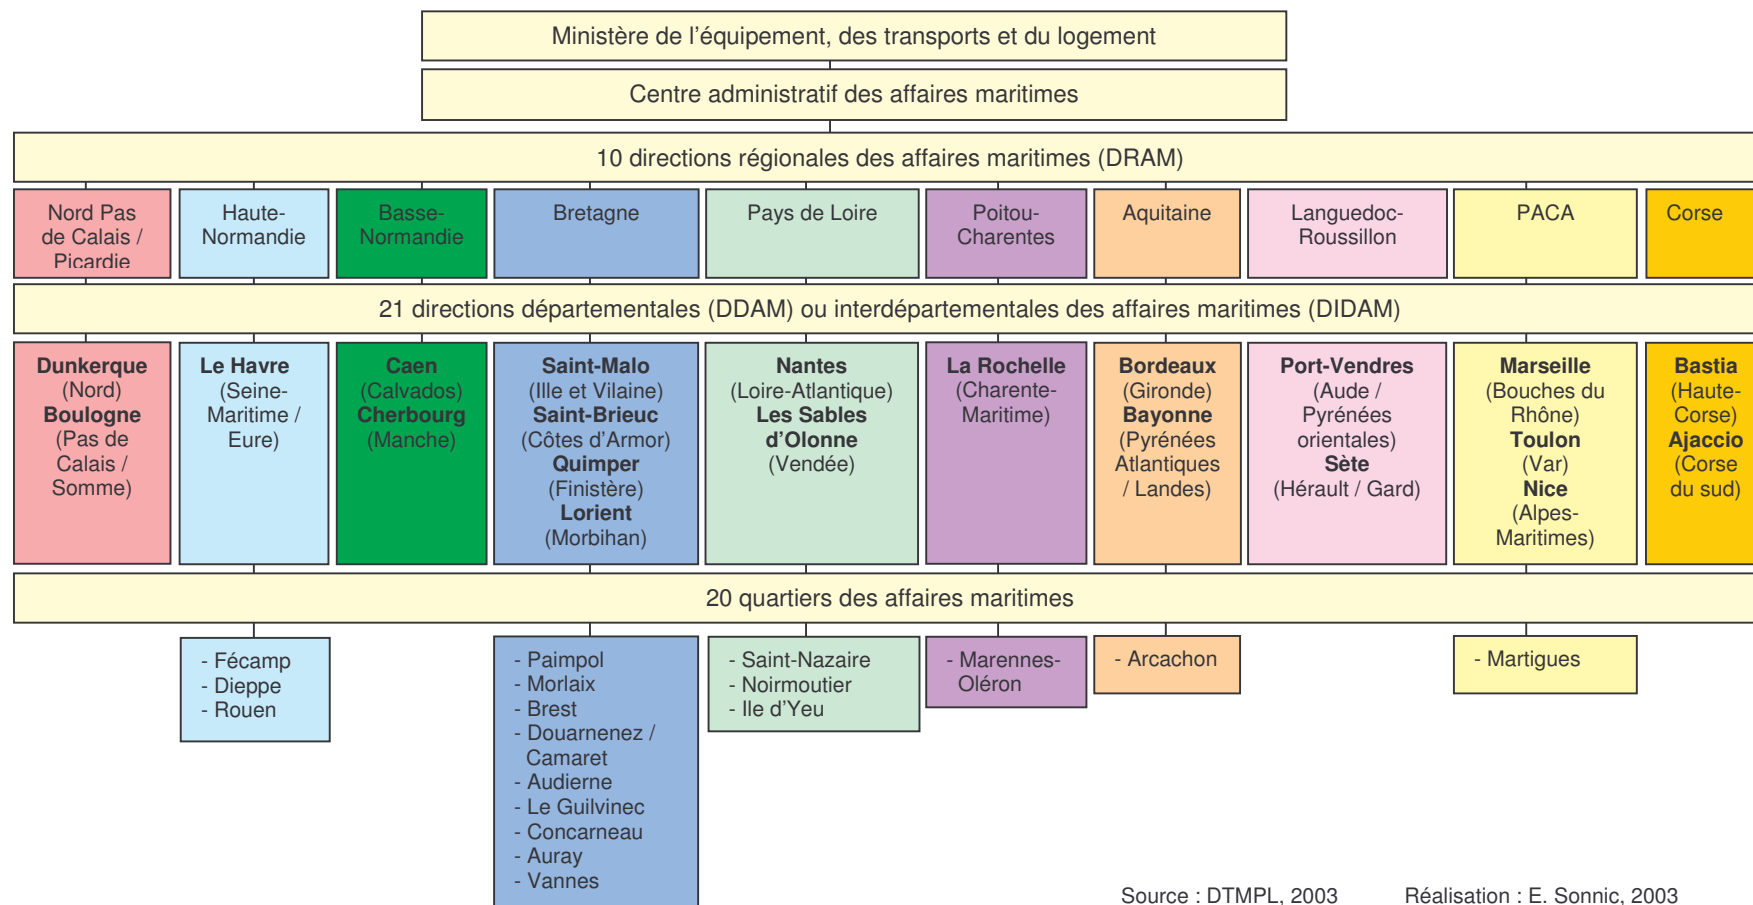 Ministère de l'équipement, des transports et du logement
Centre administratif des affaires maritimes
10 directions régionales des affaires maritimes (DRAM)
Nord Pas
de Calais /
Picardie
Haute-
Normandie
Basse-
Normandie
Bretagne
Pays de Loire
Poitou-
Charentes
Aquitaine
Languedoc-
Roussillon
PACA
Corse
21 directions départementales (DDAM) ou interdépartementales des affaires maritimes (DIDAM)
Dunkerque
(Nord)
Boulogne
(Pas de
Calais /
Somme)
Le Havre
(Seine-
Maritime /
Eure)
Caen
(Calvados)
Cherbourg
(Manche)
Saint-Malo
(Ille et Vilaine)
Saint-Brieuc
(Côtes d'Armor)
Quimper
(Finistère)
Lorient
(Morbihan)
Nantes
(Loire-Atlantique)
Les Sables
d'Olonne
(Vendée)
La Rochelle
(Charente-
Maritime)
Bordeaux
(Gironde)
Bayonne
(Pyrénées
Atlantiques
/ Landes)
Port-Vendres
(Aude /
Pyrénées
orientales)
Sète
(Hérault / Gard)
Marseille
(Bouches du
Rhône)
Toulon
(Var)
Nice
(Alpes-
Maritimes)
Bastia
(Haute-
Corse)
Ajaccio
(Corse
du sud)
20 quartiers des affaires maritimes
- Fécamp
- Dieppe
- Rouen
- Paimpol
- Morlaix
- Brest
- Douarnenez /
Camaret
- Audierne
- Le Guilvinec
- Concarneau
- Auray
- Vannes
- Saint-Nazaire
- Noirmoutier
- Ile d'Yeu
- Marennes-
Oléron
- Arcachon
- Martigues
Source : DTMPL, 2003 Réalisation : E. Sonnic, 2003